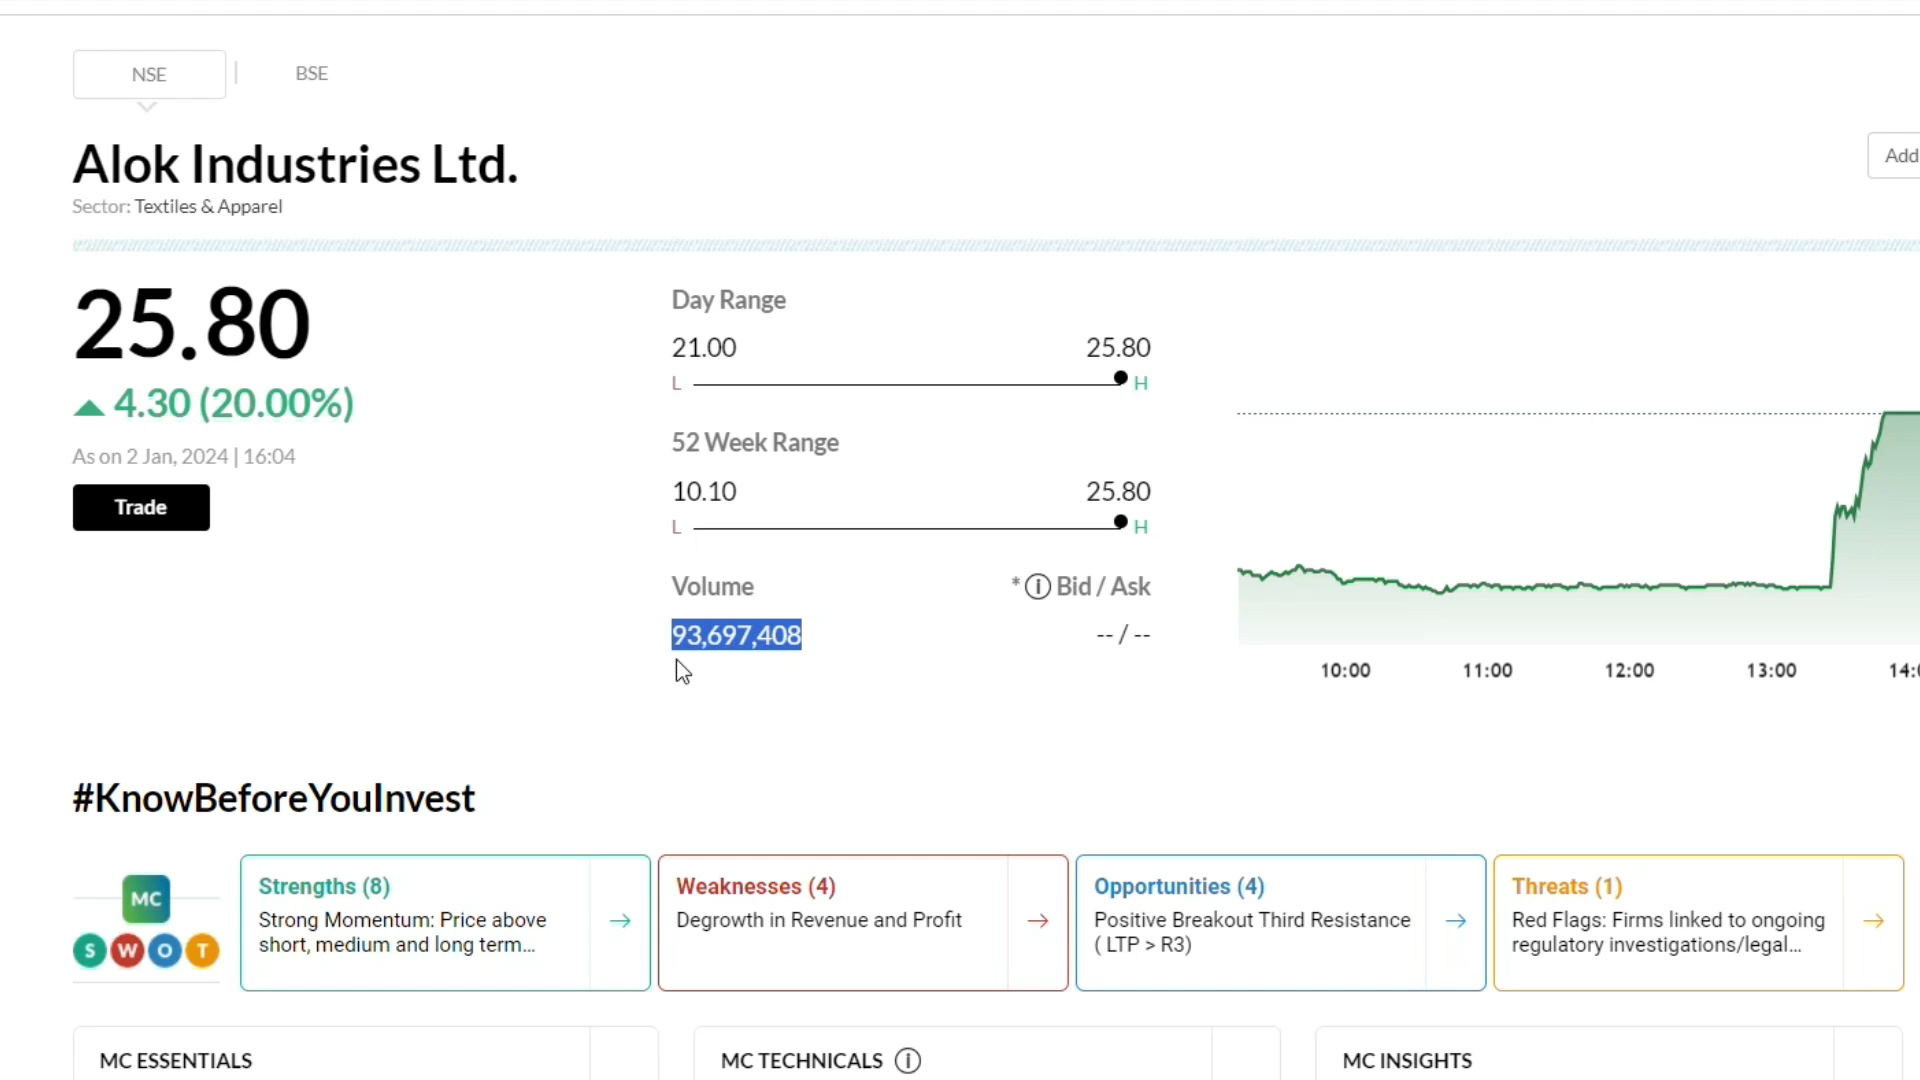 NSE
BSE
Alok Industries Ltd.
Add
Sector: Textiles & Apparel
25.80
4.30 (20.00%)
As on 2 Jan, 2024 | 16:04
Trade
Day Range
21.00 25.80
L H
52 Week Range
10.10 25.80
L H
Volume * i Bid / Ask
93,697,408 -- / --
10:00 11:00 12:00 13:00 14:0
#KnowBeforeYouInvest
MC
S W O T
Strengths (8)
Strong Momentum: Price above
short, medium and long term...
Weaknesses (4)
Degrowth in Revenue and Profit
Opportunities (4)
Positive Breakout Third Resistance
( LTP > R3)
Threats (1)
Red Flags: Firms linked to ongoing
regulatory investigations/legal...
MC ESSENTIALS
MC TECHNICALS i
MC INSIGHTS